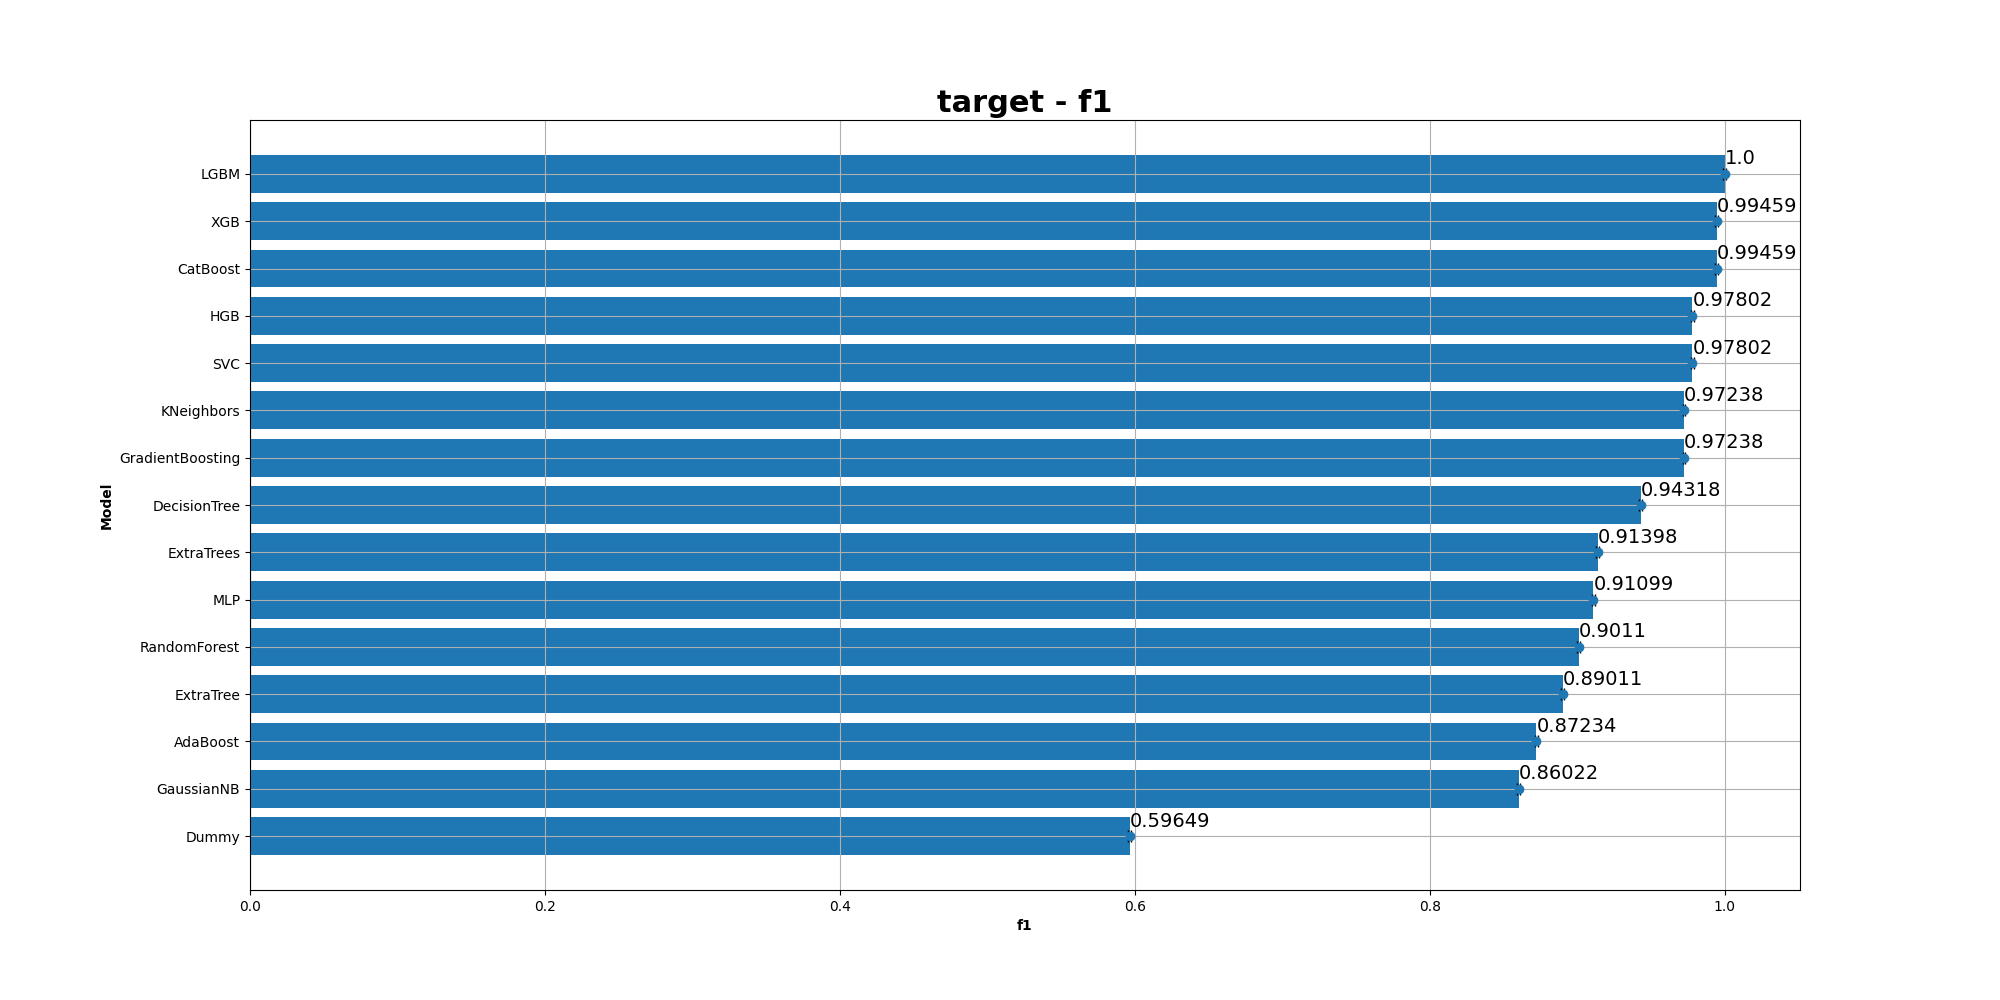 target - f1
LGBM 1.0
XGB 0.99459
CatBoost 0.99459
HGB 0.97802
SVC 0.97802
KNeighbors 0.97238
GradientBoosting 0.97238
DecisionTree 0.94318
ExtraTrees 0.91398
MLP 0.91099
RandomForest 0.9011
ExtraTree 0.89011
AdaBoost 0.87234
GaussianNB 0.86022
Dummy 0.59649
Model
0.0 0.2 0.4 0.6 0.8 1.0
f1